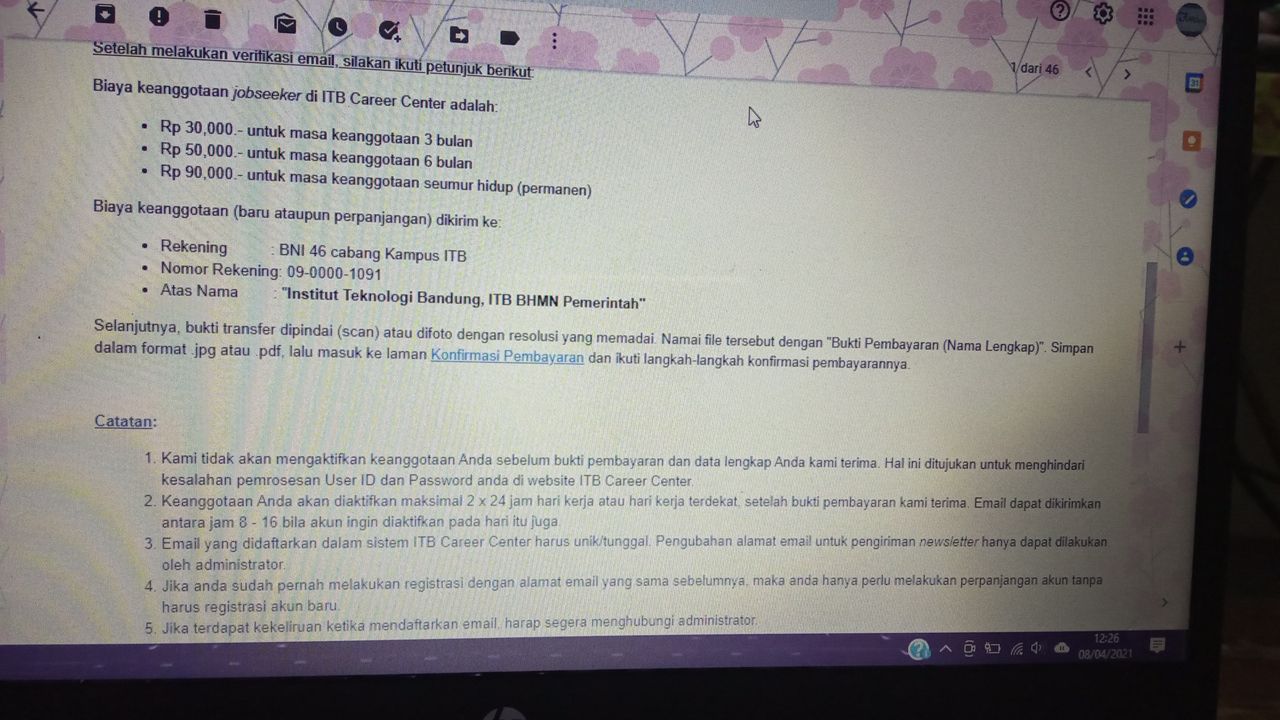 1 dari 46
Setelah melakukan verifikasi email, silakan ikuti petunjuk berikut:
Biaya keanggotaan jobseeker di ITB Career Center adalah:
• Rp 30,000.- untuk masa keanggotaan 3 bulan
• Rp 50,000.- untuk masa keanggotaan 6 bulan
• Rp 90,000.- untuk masa keanggotaan seumur hidup (permanen)
Biaya keanggotaan (baru ataupun perpanjangan) dikirim ke:
• Rekening : BNI 46 cabang Kampus ITB
• Nomor Rekening: 09-0000-1091
• Atas Nama : "Institut Teknologi Bandung, ITB BHMN Pemerintah"
Selanjutnya, bukti transfer dipindai (scan) atau difoto dengan resolusi yang memadai. Namai file tersebut dengan "Bukti Pembayaran (Nama Lengkap)". Simpan
dalam format .jpg atau .pdf, lalu masuk ke laman Konfirmasi Pembayaran dan ikuti langkah-langkah konfirmasi pembayarannya.
Catatan:
1. Kami tidak akan mengaktifkan keanggotaan Anda sebelum bukti pembayaran dan data lengkap Anda kami terima. Hal ini ditujukan untuk menghindari
kesalahan pemrosesan User ID dan Password anda di website ITB Career Center.
2. Keanggotaan Anda akan diaktifkan maksimal 2 x 24 jam hari kerja atau hari kerja terdekat, setelah bukti pembayaran kami terima. Email dapat dikirimkan
antara jam 8 - 16 bila akun ingin diaktifkan pada hari itu juga.
3. Email yang didaftarkan dalam sistem ITB Career Center harus unik/tunggal. Pengubahan alamat email untuk pengiriman newsletter hanya dapat dilakukan
oleh administrator.
4. Jika anda sudah pernah melakukan registrasi dengan alamat email yang sama sebelumnya, maka anda hanya perlu melakukan perpanjangan akun tanpa
harus registrasi akun baru.
5. Jika terdapat kekeliruan ketika mendaftarkan email, harap segera menghubungi administrator.
31
12:26
08/04/2021